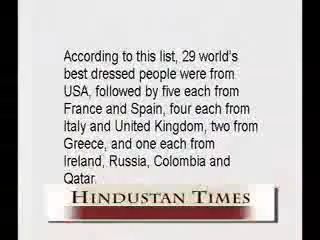 According to this list, 29 world's
best dressed people were from
USA, followed by five each from
France and Spain, four each from
Italy and United Kingdom, two from
Greece, and one each from
Ireland, Russia, Colombia and
Qatar
HINDUSTAN TIMES